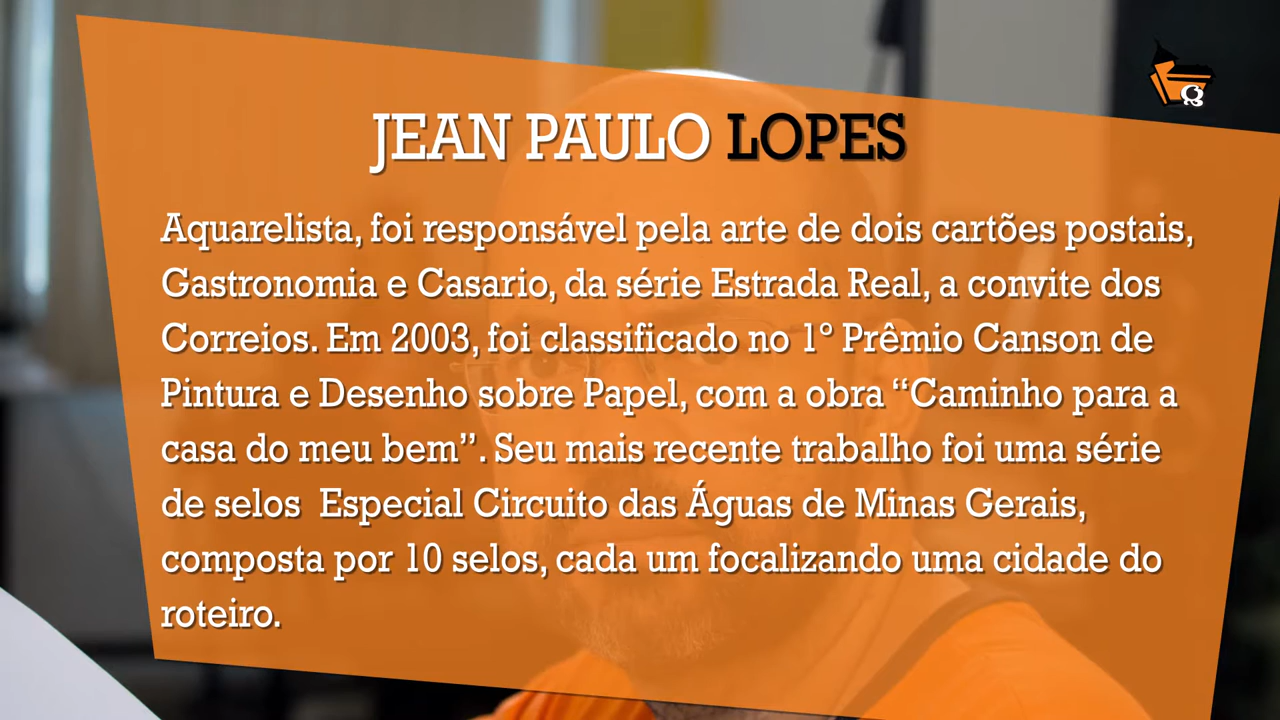 JEAN PAULO LOPES
Aquarelista, foi responsável pela arte de dois cartões postais,
Gastronomia e Casario, da série Estrada Real, a convite dos
Correios. Em 2003, foi classificado no 1º Prêmio Canson de
Pintura e Desenho sobre Papel, com a obra “Caminho para a
casa do meu bem”. Seu mais recente trabalho foi uma série
de selos  Especial Circuito das Águas de Minas Gerais,
composta por 10 selos, cada um focalizando uma cidade do
roteiro.